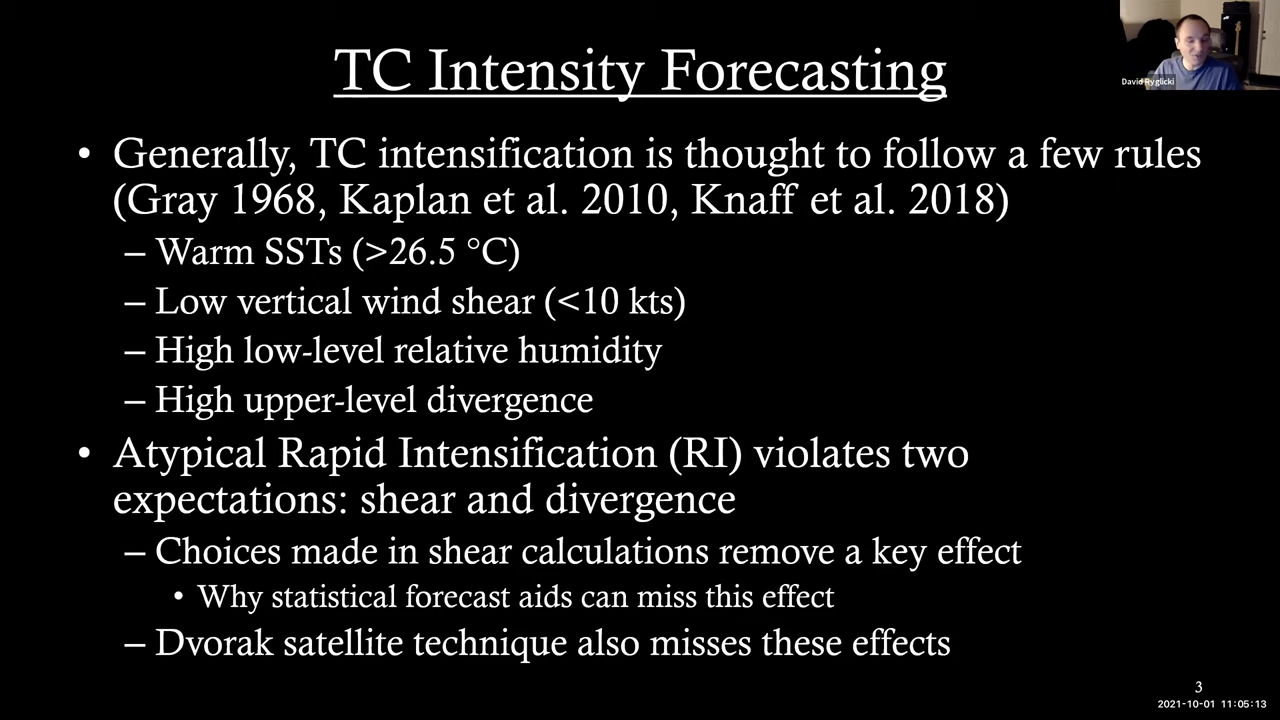 TC Intensity Forecasting
David Ryglicki
• Generally, TC intensification is thought to follow a few rules
(Gray 1968, Kaplan et al. 2010, Knaff et al. 2018)
– Warm SSTs (>26.5 °C)
– Low vertical wind shear (<10 kts)
– High low-level relative humidity
– High upper-level divergence
• Atypical Rapid Intensification (RI) violates two
expectations: shear and divergence
– Choices made in shear calculations remove a key effect
• Why statistical forecast aids can miss this effect
– Dvorak satellite technique also misses these effects
3
2021-10-01 11:05:13